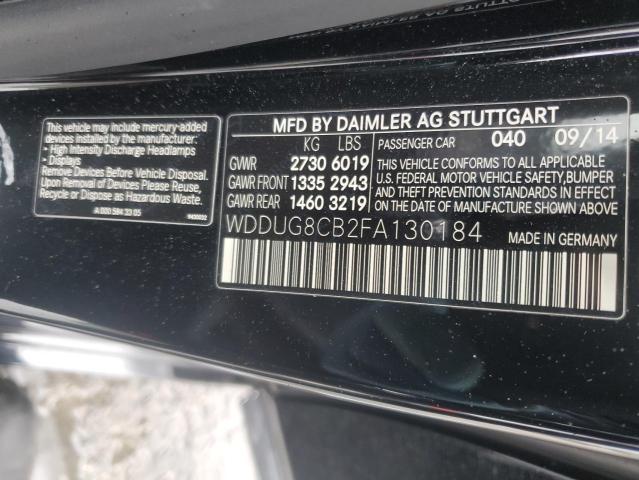 This vehicle may include mercury-added
devices installed by the manufacturer:
- High Intensity Discharge Headlamps
- Displays
Remove Devices Before Vehicle Disposal.
Upon Removal of Devices Please Reuse,
Recycle or Dispose as Hazardous Waste.
A 000 584 33 05
MFD BY DAIMLER AG STUTTGART
KG LBS PASSENGER CAR 040 09/14
GVWR 2730 6019
GAWR FRONT 1335 2943
GAWR REAR 1460 3219
THIS VEHICLE CONFORMS TO ALL APPLICABLE
U.S. FEDERAL MOTOR VEHICLE SAFETY,BUMPER
AND THEFT PREVENTION STANDARDS IN EFFECT
ON THE DATE OF MANUFACTURE SHOWN ABOVE.
WDDUG8CB2FA130184 MADE IN GERMANY